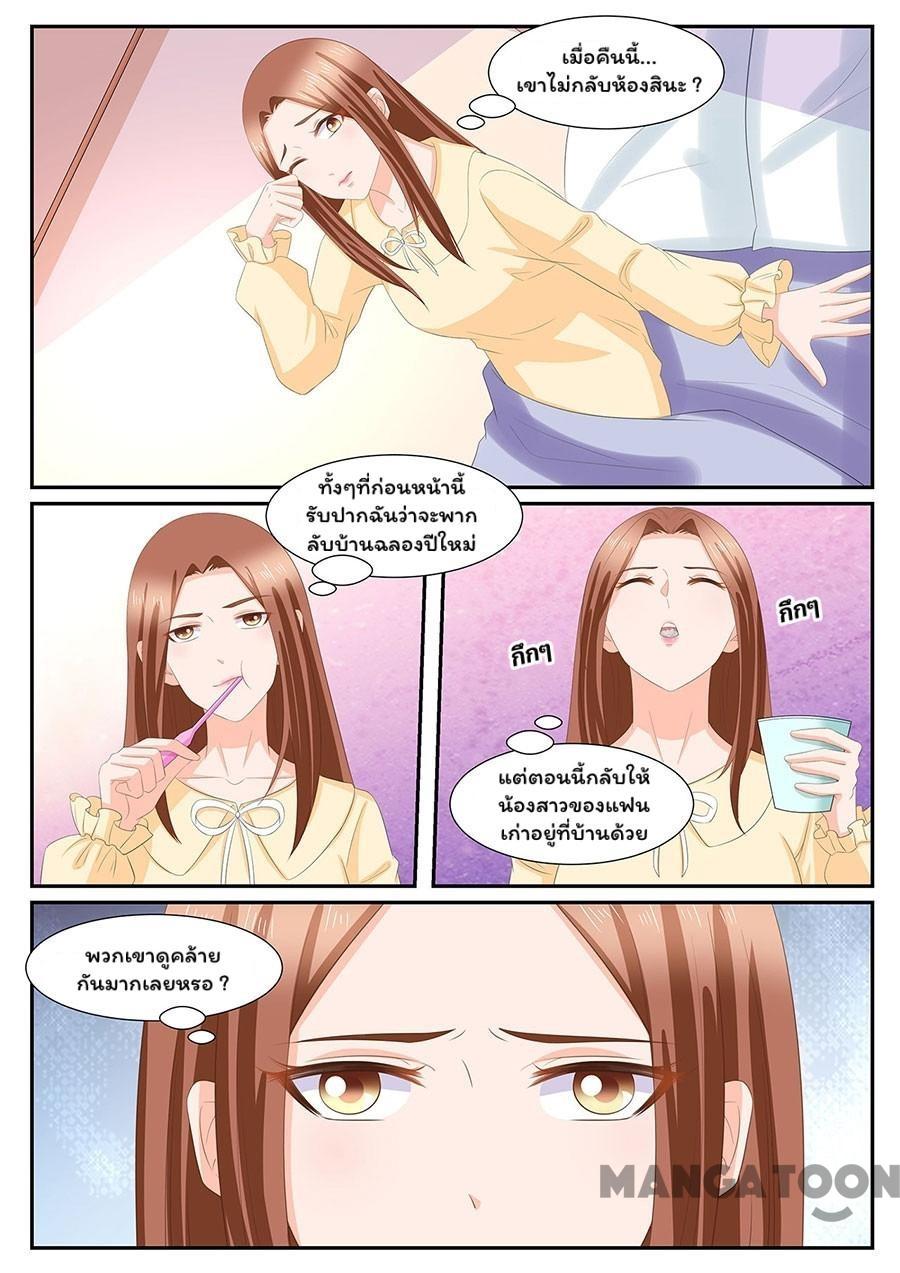 เมื่อคืนนี้...
เขาไม่กลับห้องสินะ ?
ทั้งๆที่ก่อนหน้านี้
รับปากฉันว่าจะพาก
ลับบ้านฉลองปีใหม่
กึกๆ
กึกๆ
แต่ตอนนี้กลับให้
น้องสาวของแฟน
เก่าอยู่ที่บ้านด้วย
พวกเขาดูคล้าย
กันมากเลยหรอ ?
MANGATOON